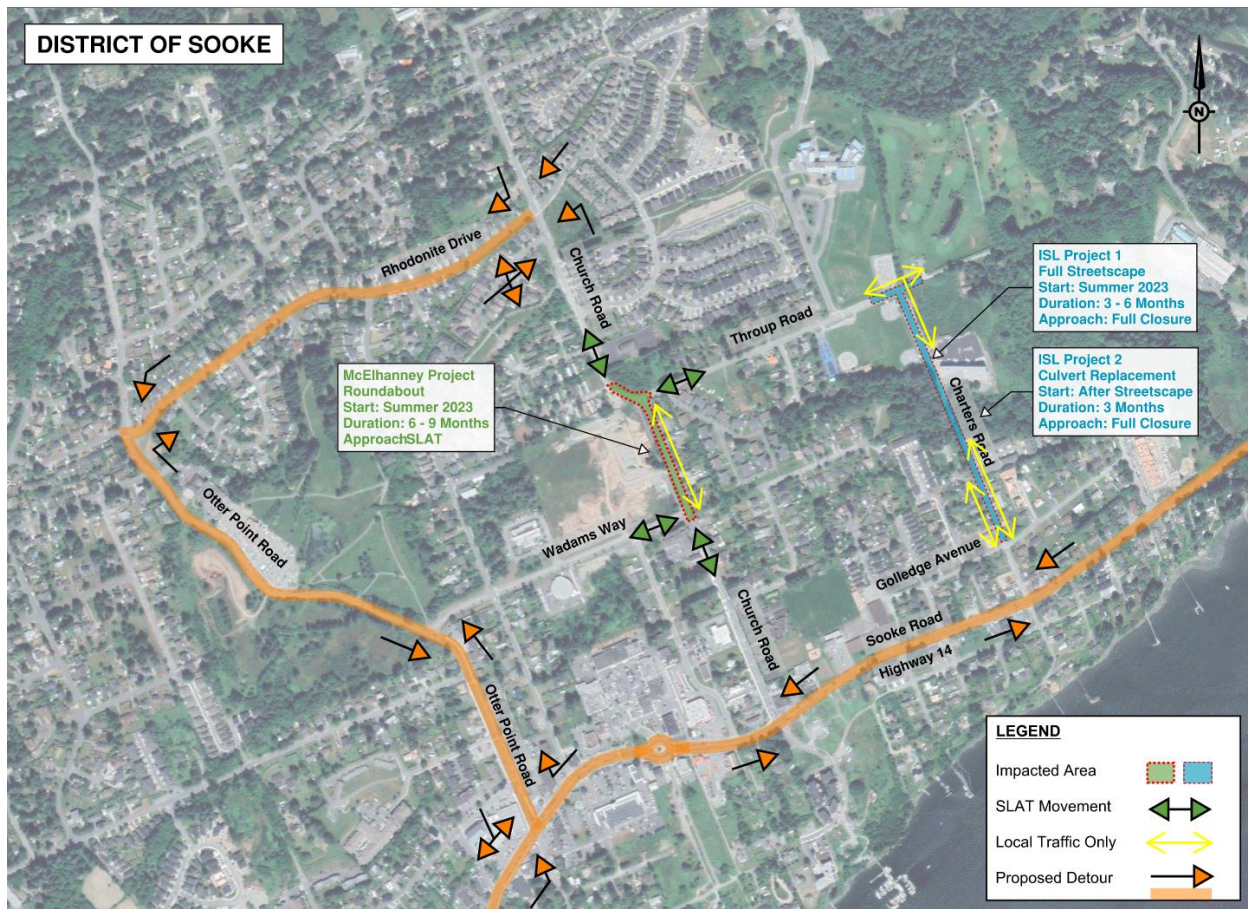 DISTRICT OF SOOKE
N
Rhodonite Drive
Church Road
Throup Road
ISL Project 1
Full Streetscape
Start: Summer 2023
Duration: 3 - 6 Months
Approach: Full Closure
ISL Project 2
Culvert Replacement
Start: After Streetscape
Duration: 3 Months
Approach: Full Closure
Charters Road
McElhanney Project
Roundabout
Start: Summer 2023
Duration: 6 - 9 Months
ApproachSLAT
Otter Point Road
Wadams Way
Golledge Avenue
Church Road
Sooke Road
Highway 14
Otter Point Road
LEGEND
Impacted Area
SLAT Movement
Local Traffic Only
Proposed Detour